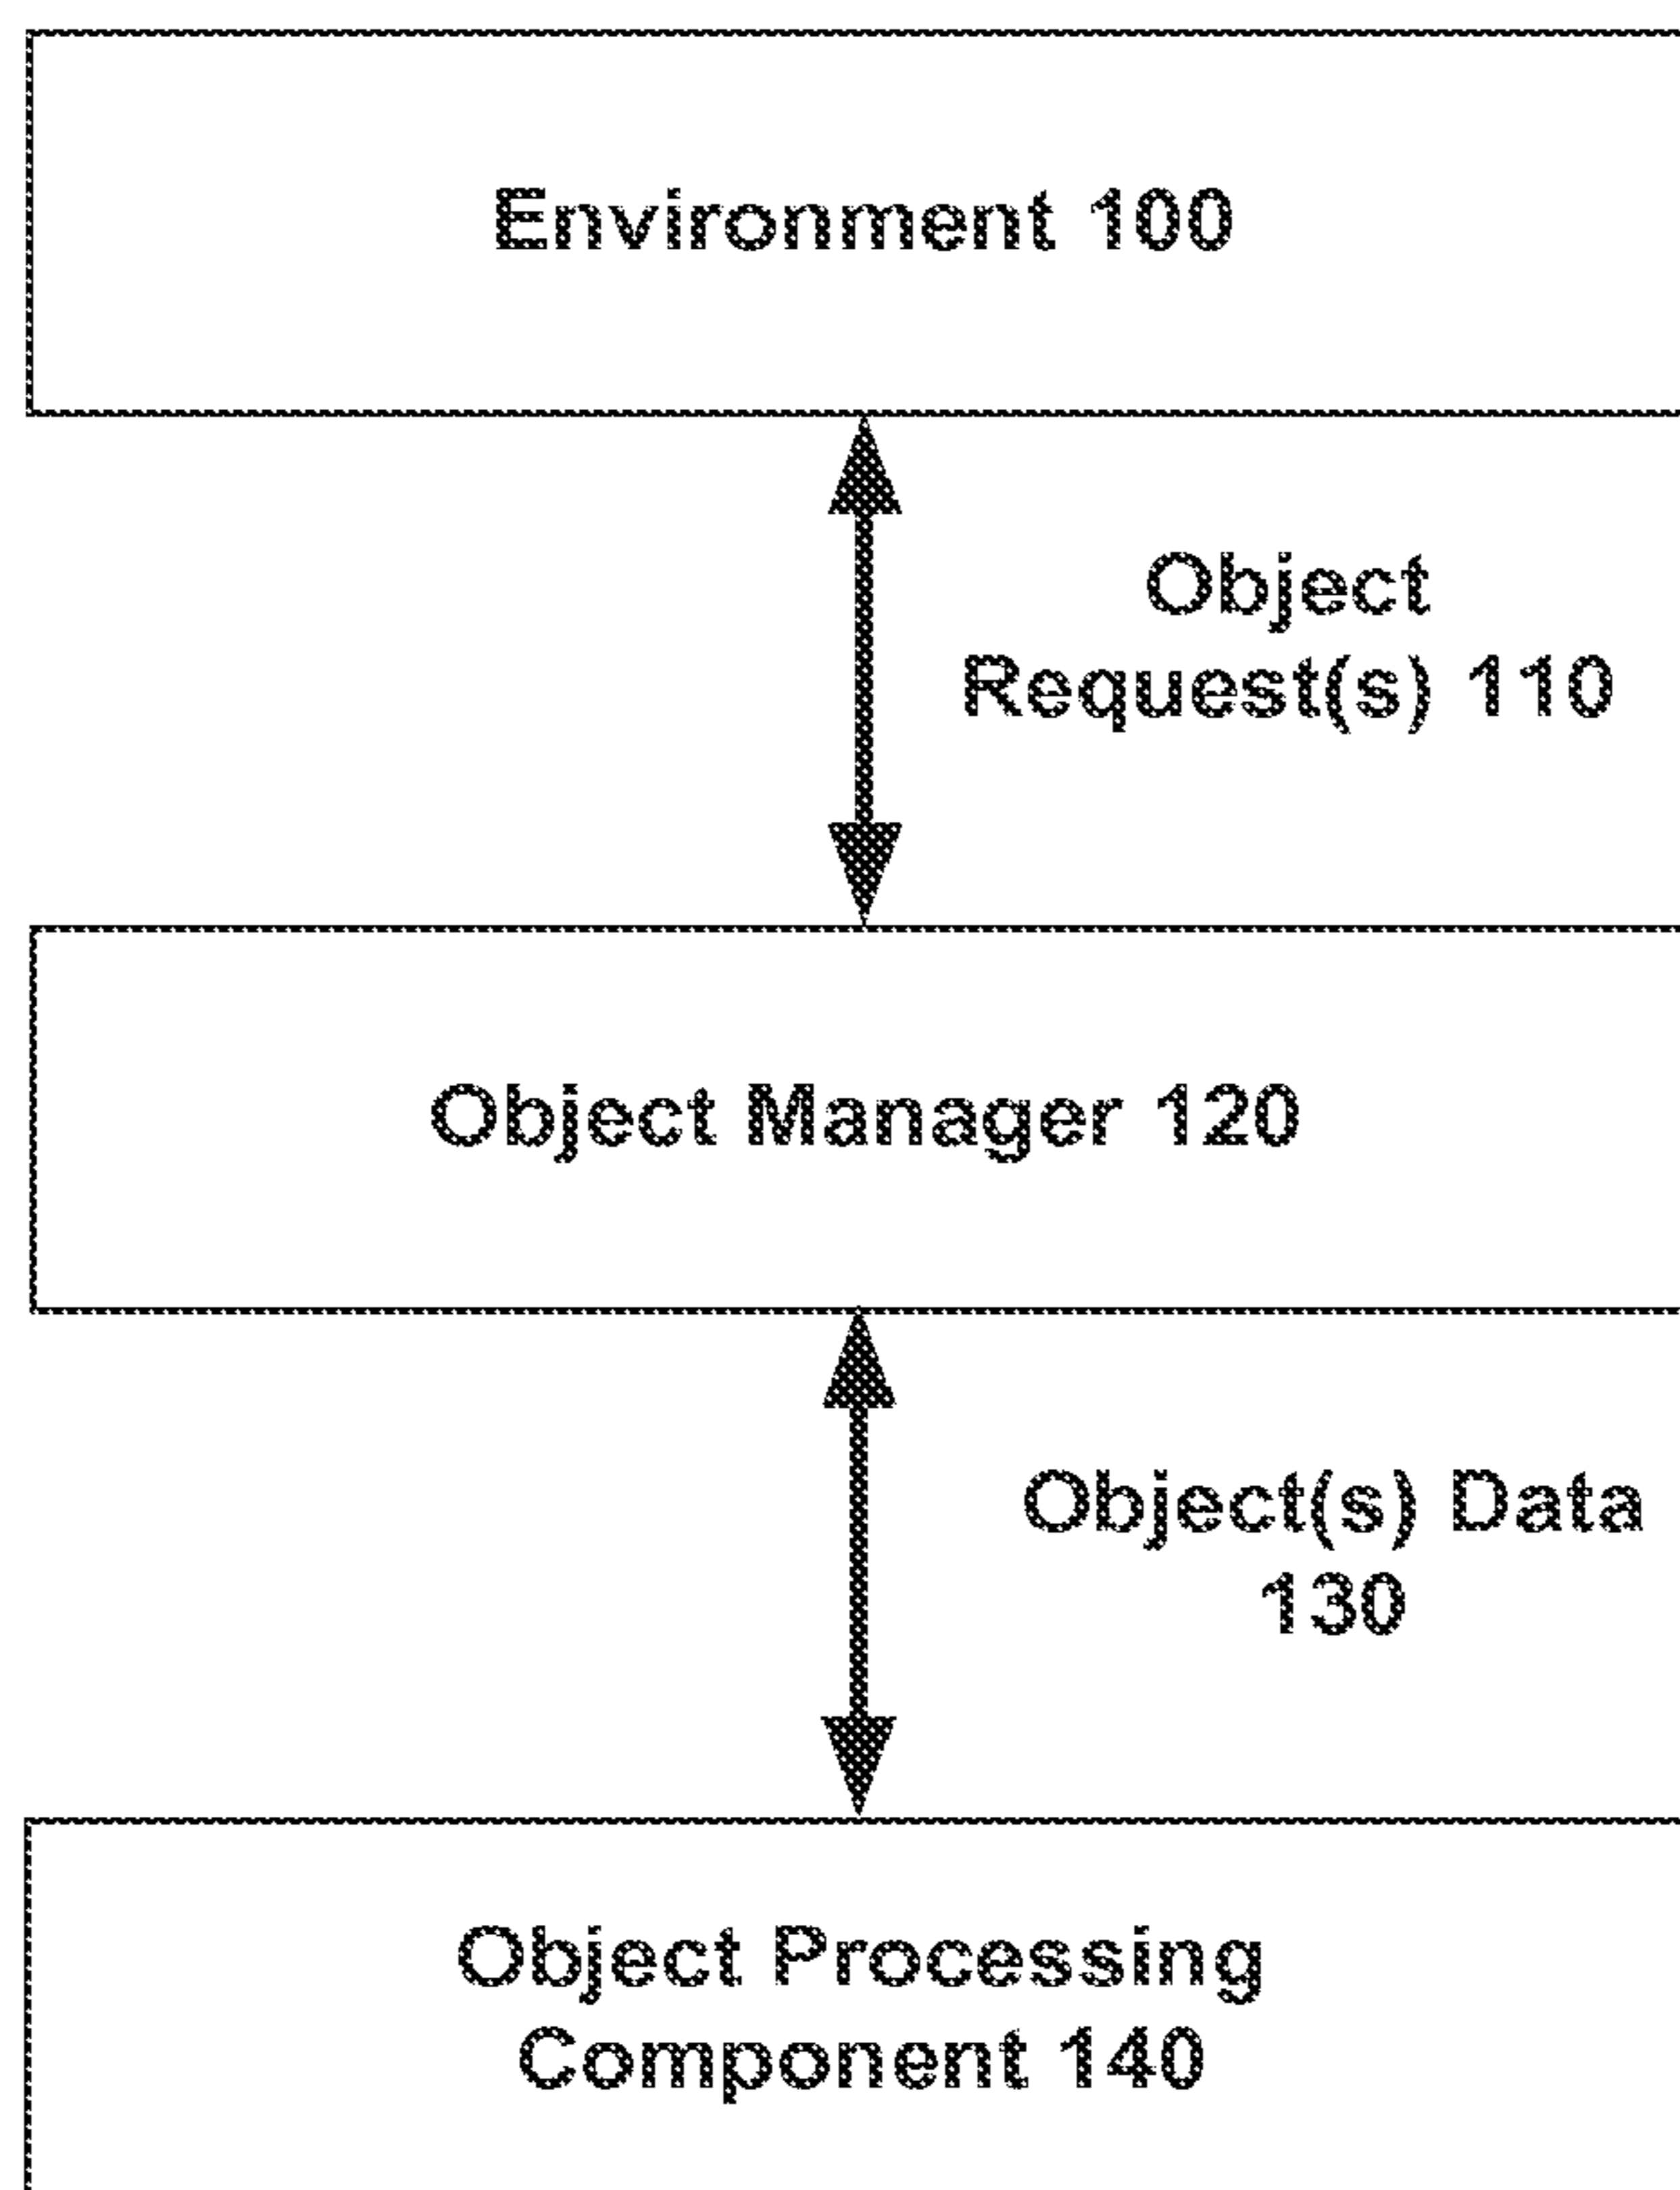 Environment 100
Object
Request(s) 110
Object Manager 120
Object(s) Data
130
Object Processing
Component 140